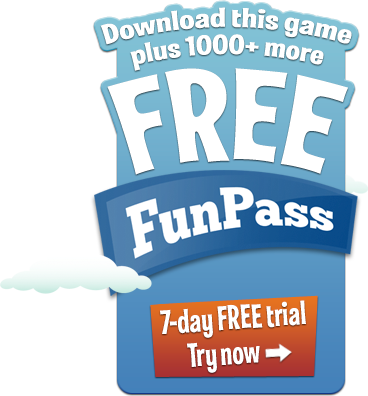 Download this game
plus 1000+ more
FREE
FunPass
7-day FREE trial
Try now